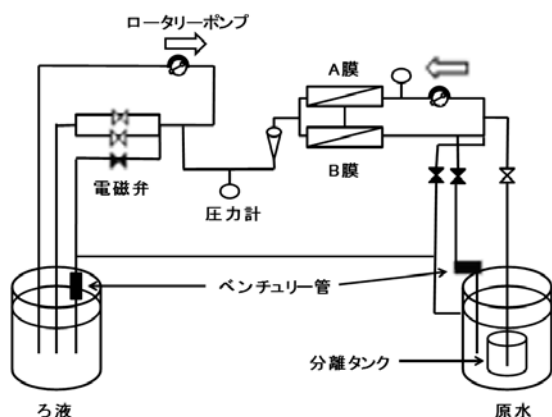 ロータリーポンプ
A膜
B膜
電磁弁
圧力計
ベンチュリー管
分離タンク
ろ液
原水